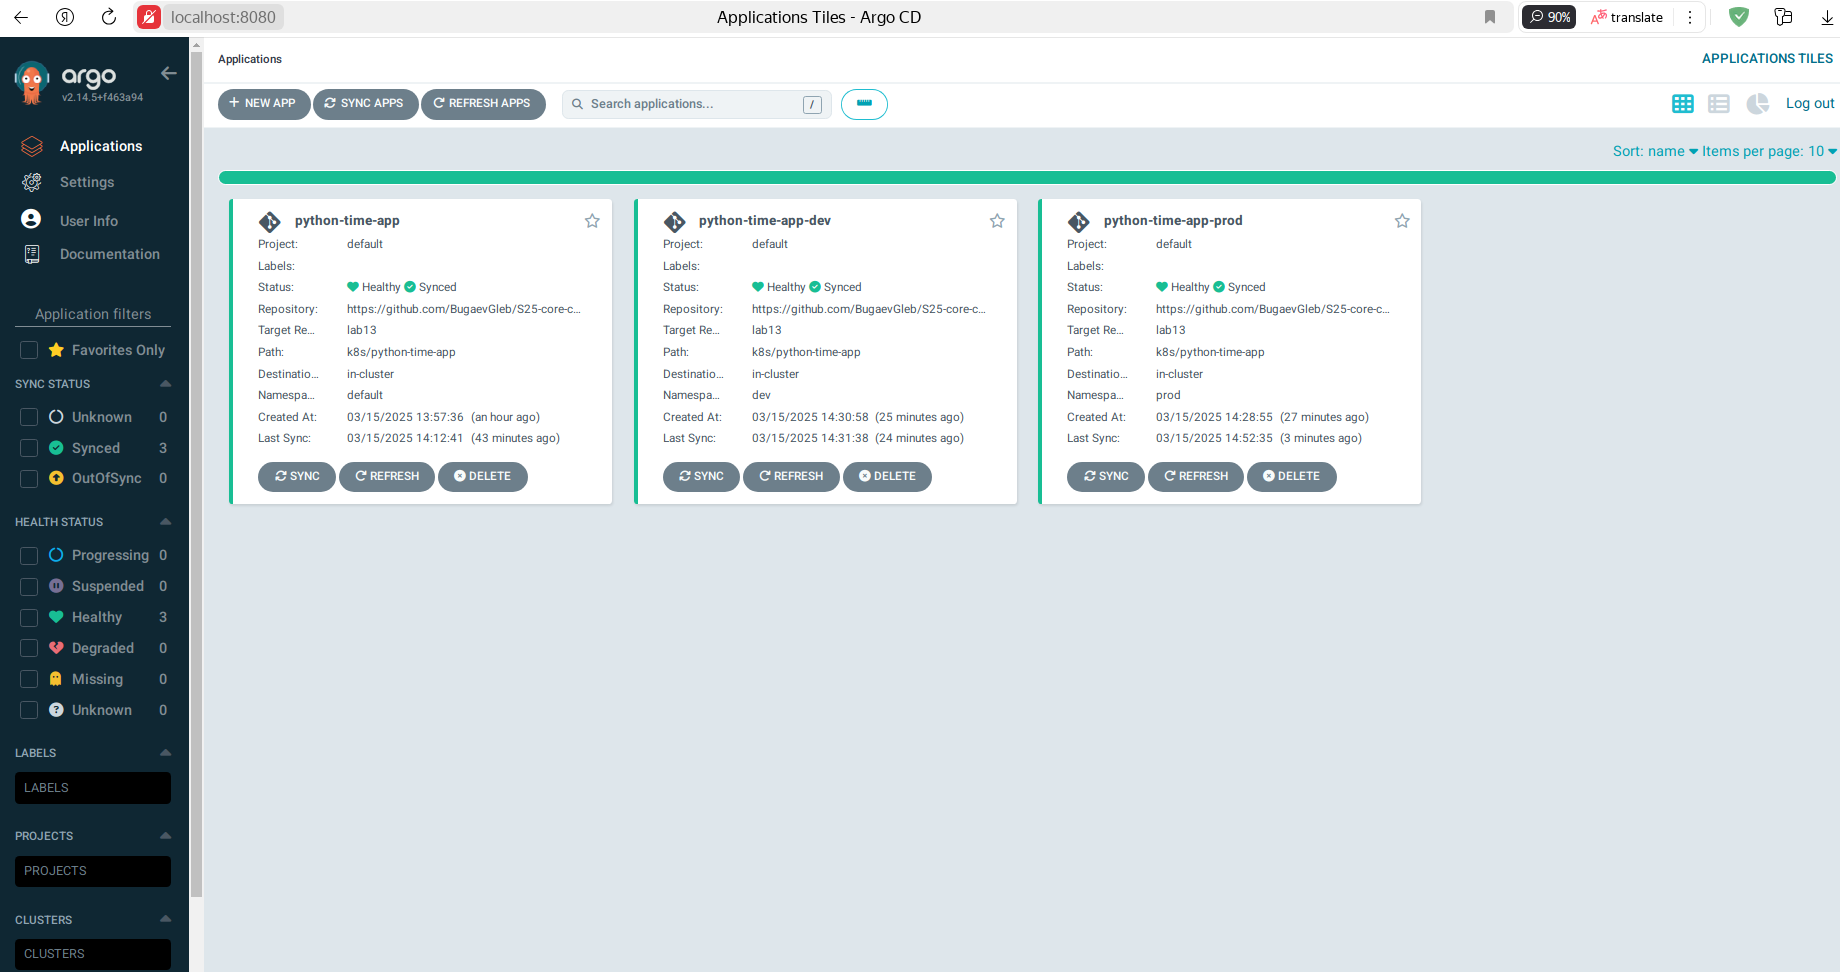 localhost:8080
Applications Tiles - Argo CD
90%
translate
argo
v2.14.5+f463a94
Applications
Settings
User Info
Documentation
Application filters
Favorites Only
SYNC STATUS
Unknown 0
Synced 3
OutOfSync 0
HEALTH STATUS
Progressing 0
Suspended 0
Healthy 3
Degraded 0
Missing 0
Unknown 0
LABELS
LABELS
PROJECTS
PROJECTS
CLUSTERS
CLUSTERS
Applications
APPLICATIONS TILES
NEW APP
SYNC APPS
REFRESH APPS
Search applications...
/
Log out
Sort: name
Items per page: 10
python-time-app
Project: default
Labels:
Status: Healthy Synced
Repository: https://github.com/BugaevGleb/S25-core-c...
Target Re... lab13
Path: k8s/python-time-app
Destinatio... in-cluster
Namespa... default
Created At: 03/15/2025 13:57:36 (an hour ago)
Last Sync: 03/15/2025 14:12:41 (43 minutes ago)
SYNC REFRESH DELETE
python-time-app-dev
Project: default
Labels:
Status: Healthy Synced
Repository: https://github.com/BugaevGleb/S25-core-c...
Target Re... lab13
Path: k8s/python-time-app
Destinatio... in-cluster
Namespa... dev
Created At: 03/15/2025 14:30:58 (25 minutes ago)
Last Sync: 03/15/2025 14:31:38 (24 minutes ago)
SYNC REFRESH DELETE
python-time-app-prod
Project: default
Labels:
Status: Healthy Synced
Repository: https://github.com/BugaevGleb/S25-core-c...
Target Re... lab13
Path: k8s/python-time-app
Destinatio... in-cluster
Namespa... prod
Created At: 03/15/2025 14:28:55 (27 minutes ago)
Last Sync: 03/15/2025 14:52:35 (3 minutes ago)
SYNC REFRESH DELETE